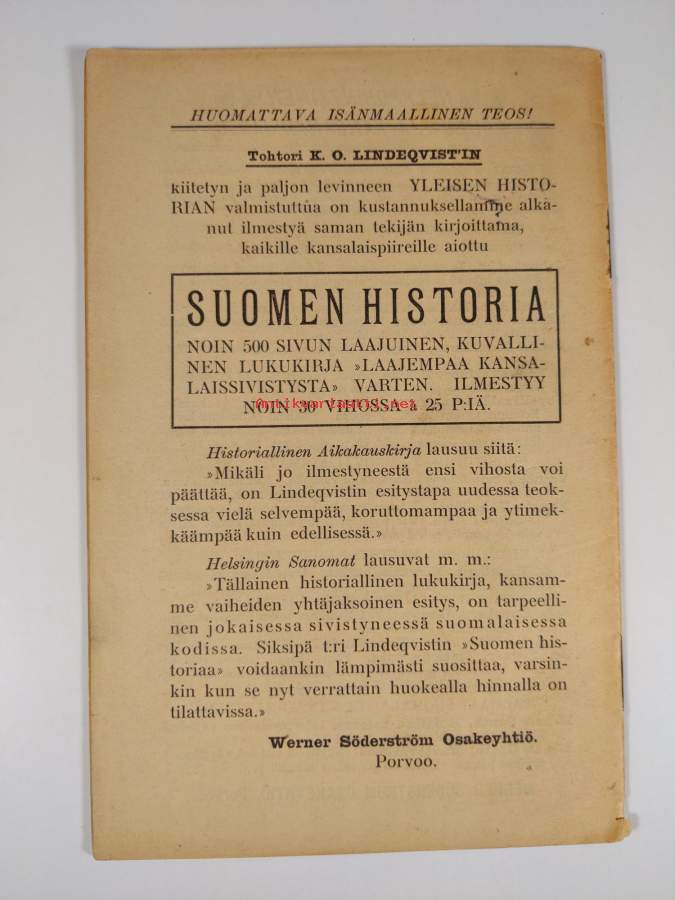 HUOMATTAVA ISÄNMAALLINEN TEOS!
Tohtori K. O. LINDEQVIST'IN
kiitetyn ja paljon levinneen YLEISEN HISTO-
RIAN valmistuttua on kustannuksellamme alka-
nut ilmestyä saman tekijän kirjoittama,
kaikille kansalaispiireille aiottu
SUOMEN HISTORIA
NOIN 500 SIVUN LAAJUINEN, KUVALLI-
NEN LUKUKIRJA »LAAJEMPAA KANSA-
LAISSIVISTYSTA» VARTEN. ILMESTYY
NOIN 30 VIHOSSA à 25 P:IÄ.
antikvariaatti.net
Historiallinen Aikakauskirja lausuu siitä:
»Mikäli jo ilmestyneestä ensi vihosta voi
päättää, on Lindeqvistin esitystapa uudessa teok-
sessa vielä selvempää, koruttomampaa ja ytimek-
käämpää kuin edellisessä.»
Helsingin Sanomat lausuvat m. m.:
»Tällainen historiallinen lukukirja, kansam-
me vaiheiden yhtäjaksoinen esitys, on tarpeelli-
nen jokaisessa sivistyneessä suomalaisessa
kodissa. Siksipä t:ri Lindeqvistin »Suomen his-
toriaa» voidaankin lämpimästi suosittaa, varsin-
kin kun se nyt verrattain huokealla hinnalla on
tilattavissa.»
Werner Söderström Osakeyhtiö.
Porvoo.